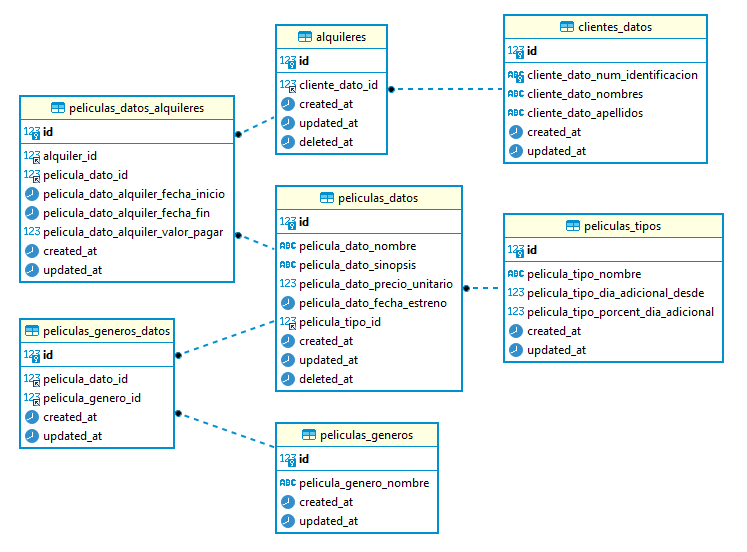 alquileres
123 id
123 cliente_dato_id
created_at
updated_at
deleted_at
clientes_datos
123 id
ABC cliente_dato_num_identificacion
ABC cliente_dato_nombres
ABC cliente_dato_apellidos
created_at
updated_at
peliculas_datos_alquileres
123 id
123 alquiler_id
123 pelicula_dato_id
pelicula_dato_alquiler_fecha_inicio
pelicula_dato_alquiler_fecha_fin
123 pelicula_dato_alquiler_valor_pagar
created_at
updated_at
peliculas_datos
123 id
ABC pelicula_dato_nombre
ABC pelicula_dato_sinopsis
123 pelicula_dato_precio_unitario
pelicula_dato_fecha_estreno
123 pelicula_tipo_id
created_at
updated_at
deleted_at
peliculas_tipos
123 id
ABC pelicula_tipo_nombre
123 pelicula_tipo_dia_adicional_desde
123 pelicula_tipo_porcent_dia_adicional
created_at
updated_at
peliculas_generos_datos
123 id
123 pelicula_dato_id
123 pelicula_genero_id
created_at
updated_at
peliculas_generos
123 id
ABC pelicula_genero_nombre
created_at
updated_at